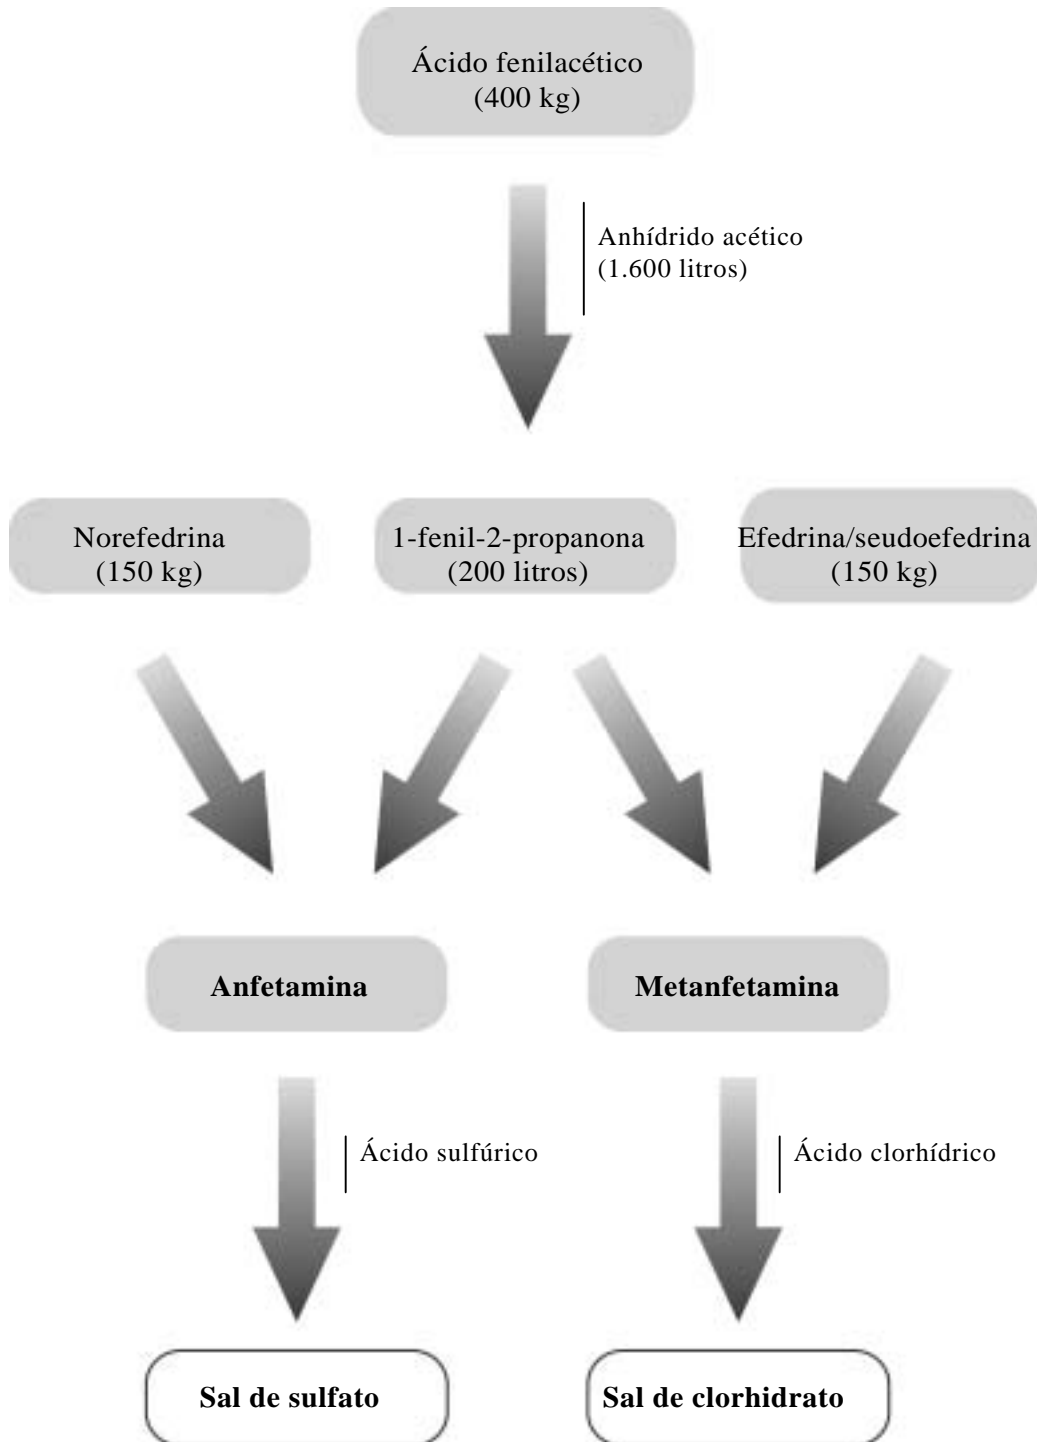 Ácido fenilacético
(400 kg)
Anhídrido acético
(1.600 litros)
Norefedrina
(150 kg)
1-fenil-2-propanona
(200 litros)
Efedrina/seudoefedrina
(150 kg)
Anfetamina
Metanfetamina
Ácido sulfúrico
Ácido clorhídrico
Sal de sulfato
Sal de clorhidrato